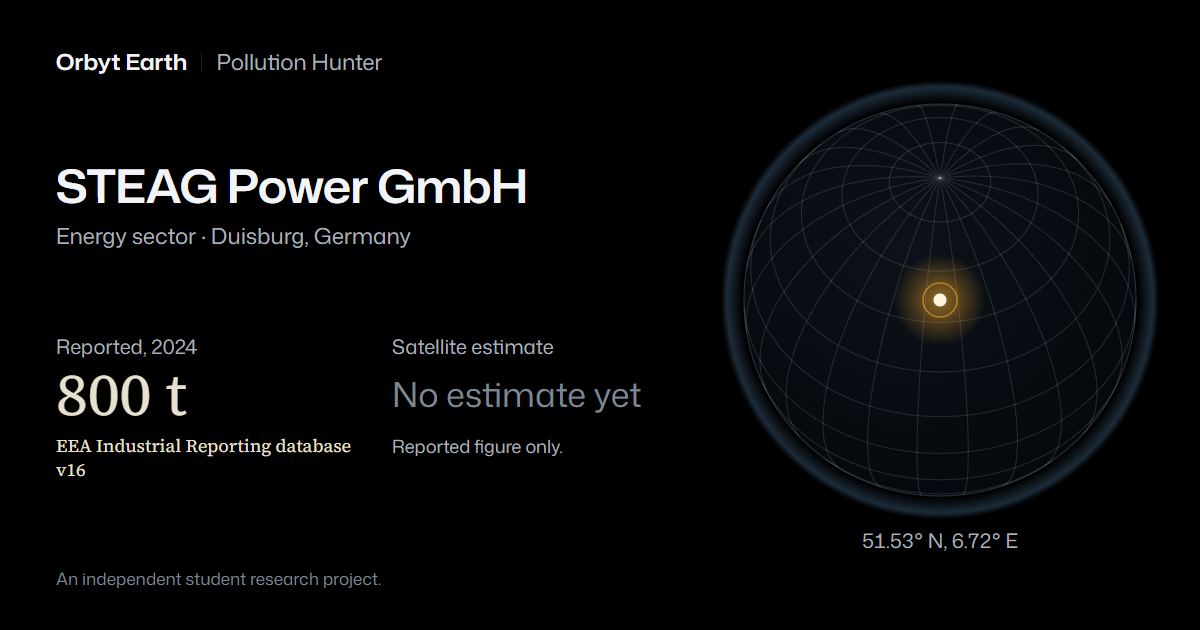 Orbyt Earth | Pollution Hunter
STEAG Power GmbH
Energy sector · Duisburg, Germany
Reported, 2024
800 t
EEA Industrial Reporting database
v16
Satellite estimate
No estimate yet
Reported figure only.
51.53° N, 6.72° E
An independent student research project.